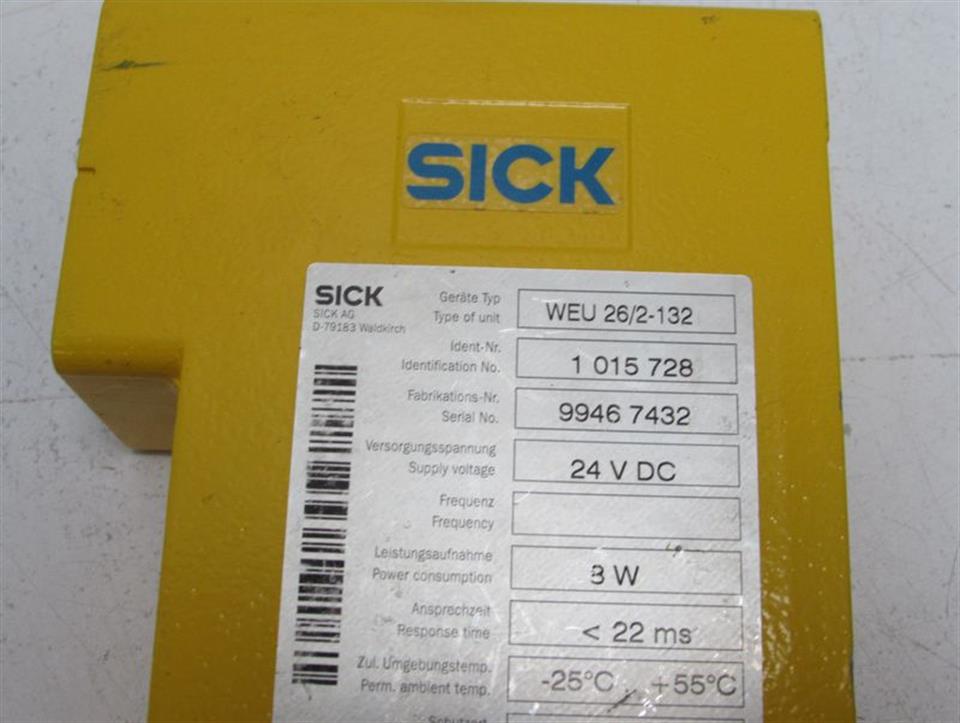 SICK
SICK
SICK AG
D-79183 Waldkirch
Geräte Typ
Type of unit
WEU 26/2-132
Ident-Nr.
Identification No.
1 015 728
Fabrikations-Nr.
Serial No.
9946 7432
Versorgungsspannung
Supply voltage
24 V DC
Frequenz
Frequency
Leistungsaufnahme
Power consumption
3 W
Ansprechzeit
Response time
< 22 ms
Zul. Umgebungstemp.
Perm. ambient temp.
-25°C +55°C
Schutzart